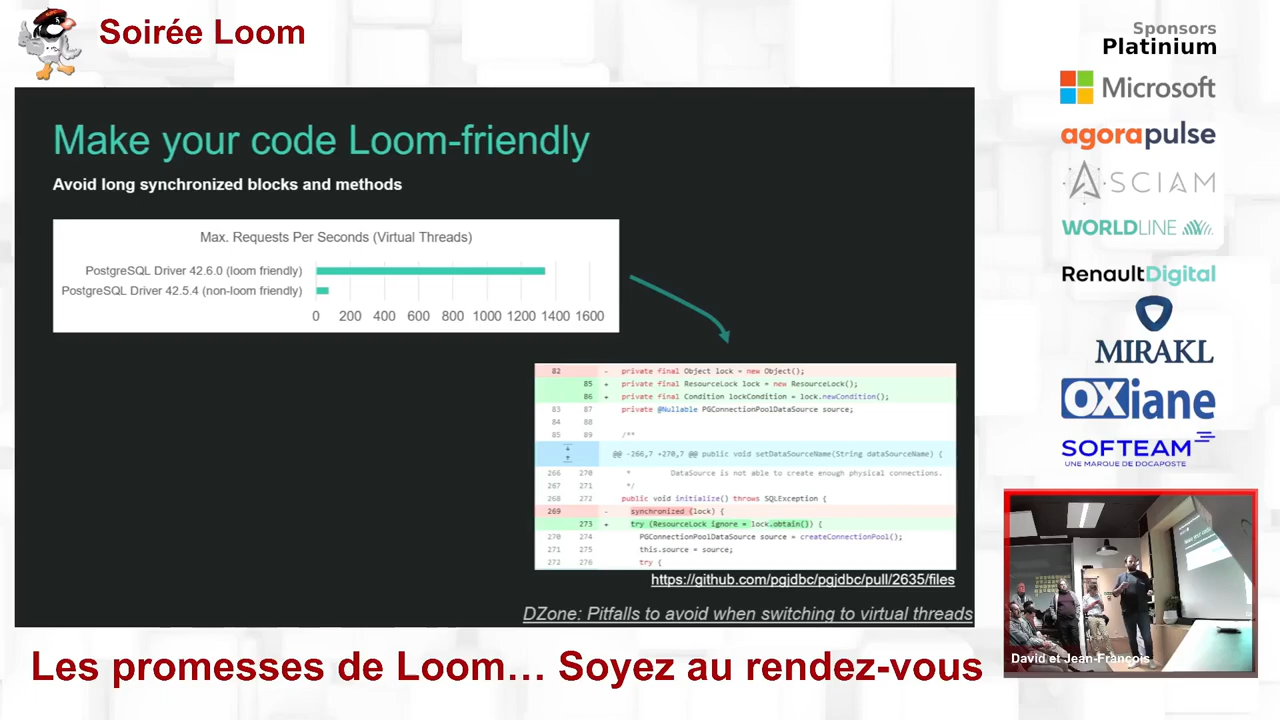 Soirée Loom
Sponsors
Platinium
Microsoft
agorapulse
ASCIAM
WORLDLINE
RenaultDigital
MIRAKL
OXiane
SOFTEAM
UNE MARQUE DE DOCAPOSTE
Make your code Loom-friendly
Avoid long synchronized blocks and methods
Max. Requests Per Seconds (Virtual Threads)
PostgreSQL Driver 42.6.0 (loom friendly)
PostgreSQL Driver 42.5.4 (non-loom friendly)
0 200 400 600 800 1000 1200 1400 1600
82 - private final Object lock = new Object();
85 + private final ResourceLock lock = new ResourceLock();
86 + private final Condition lockCondition = lock.newCondition();
83 87 private @Nullable PGConnectionPoolDataSource source;
84 88
85 89 /**
@@ -266,7 +270,7 @@ public void setDataSourceName(String dataSourceName) {
266 270 * DataSource is not able to create enough physical connections.
267 271 */
268 272 public void initialize() throws SQLException {
269 - synchronized (lock) {
273 + try (ResourceLock ignore = lock.obtain()) {
270 274 PGConnectionPoolDataSource source = createConnectionPool();
271 275 this.source = source;
272 276 try {
https://github.com/pgjdbc/pgjdbc/pull/2635/files
DZone: Pitfalls to avoid when switching to virtual threads
David et Jean-François
Les promesses de Loom… Soyez au rendez-vous